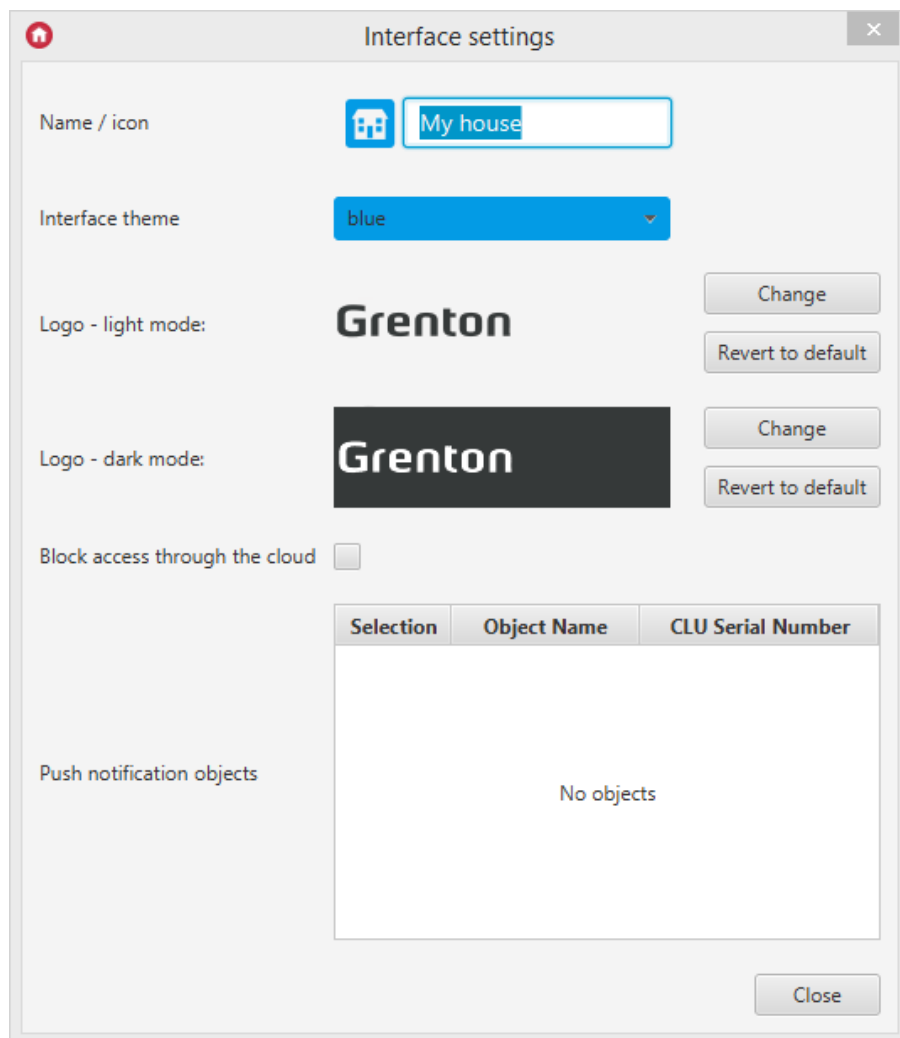 Interface settings
Name / icon
My house
Interface theme
blue
Logo - light mode:
Grenton
Change
Revert to default
Logo - dark mode:
Grenton
Change
Revert to default
Block access through the cloud
Selection Object Name CLU Serial Number
Push notification objects
No objects
Close